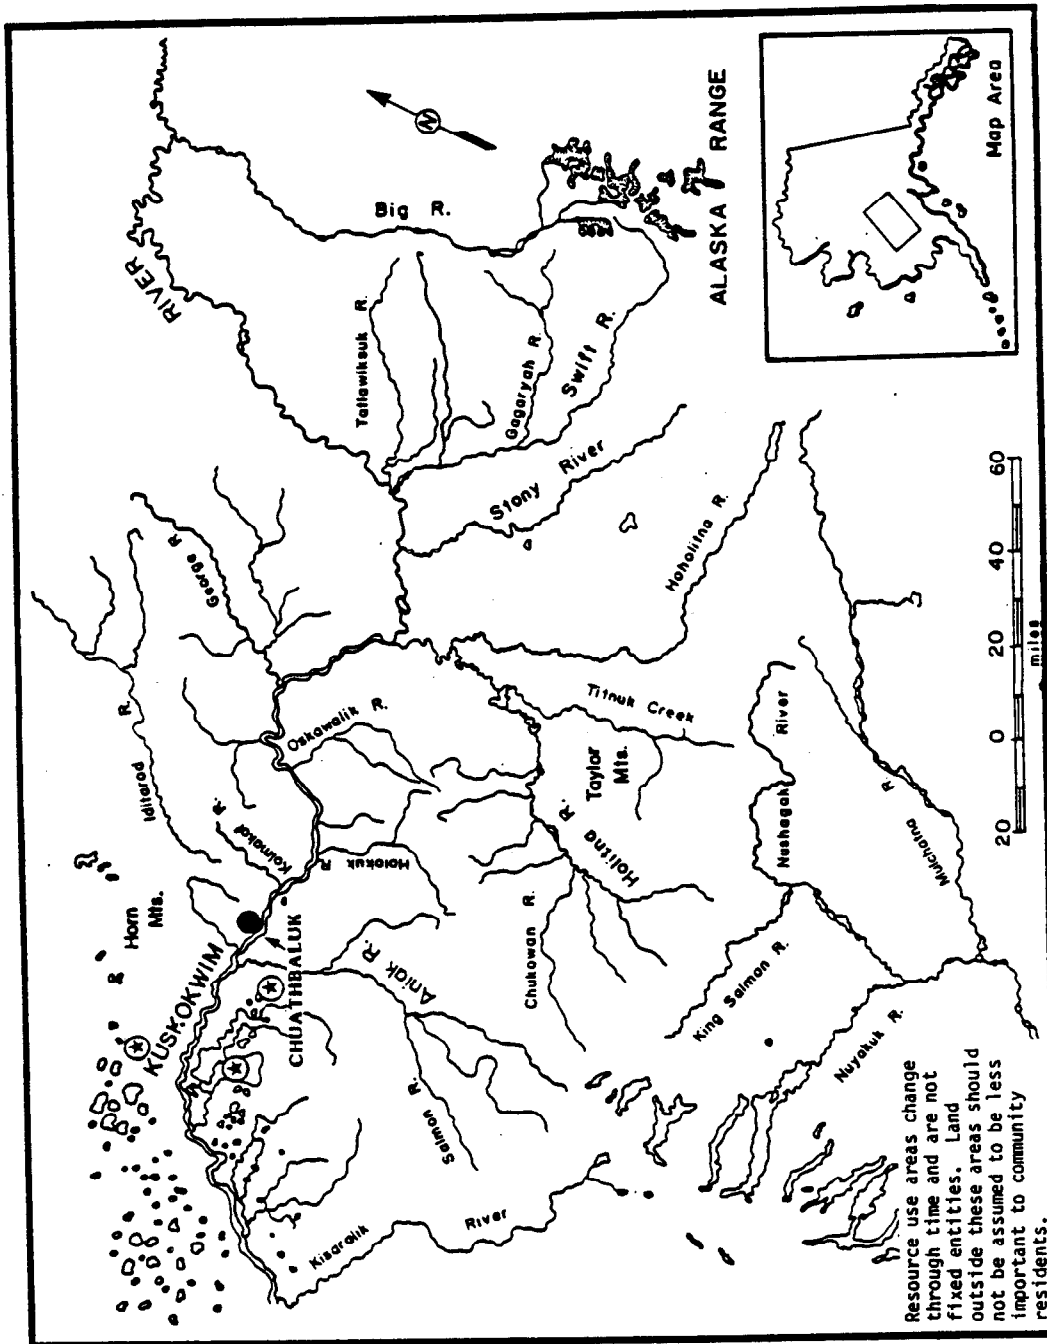 KUSKOKWIM
RIVER
CHUATHBALUK
Horn
Mts.
Iditarod R.
Kolmakof R.
George R.
Oskawalik R.
Holokuk R.
Aniak R.
Salmon R.
Kisaralik River
Chukowan R.
Holitna R.
Taylor
Mts.
Titnuk Creek
Hoholitna R.
Stony River
Swift R.
Gagaryah R.
Tatlawiksuk R.
Big R.
ALASKA RANGE
N
Nushagak River
King Salmon R.
Nuyakuk R.
Mulchatna R.
20 0 20 40 60
miles
Map Area
Resource use areas change
through time and are not
fixed entities. Land
outside these areas should
not be assumed to be less
important to community
residents.